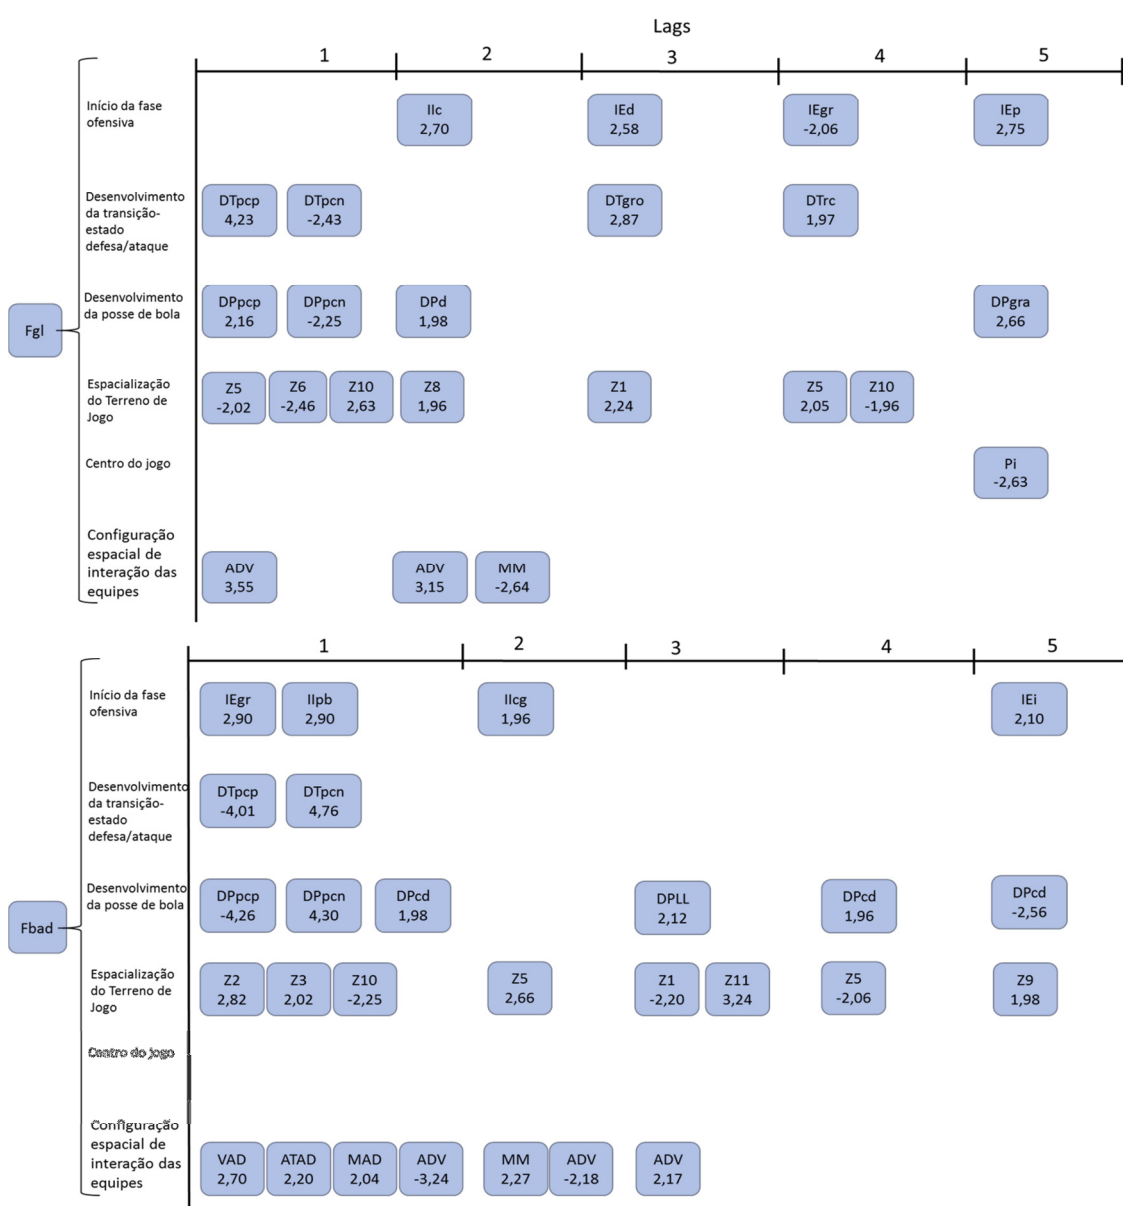 Lags
1 2 3 4 5
Início da fase
ofensiva
IIc
2,70
IEd
2,58
IEgr
-2,06
IEp
2,75
Desenvolvimento
da transição-
estado
defesa/ataque
DTpcp
4,23
DTpcn
-2,43
DTgro
2,87
DTrc
1,97
Fgl
Desenvolvimento
da posse de bola
DPpcp
2,16
DPpcn
-2,25
DPd
1,98
DPgra
2,66
Espacialização
do Terreno de
Jogo
Z5
-2,02
Z6
-2,46
Z10
2,63
Z8
1,96
Z1
2,24
Z5
2,05
Z10
-1,96
Centro do jogo
Pi
-2,63
Configuração
espacial de
interação das
equipes
ADV
3,55
ADV
3,15
MM
-2,64
1 2 3 4 5
Início da fase
ofensiva
IEgr
2,90
IIpb
2,90
IIcg
1,96
IEi
2,10
Desenvolvimento
da transição-
estado
defesa/ataque
DTpcp
-4,01
DTpcn
4,76
Fbad
Desenvolvimento
da posse de bola
DPpcp
-4,26
DPpcn
4,30
DPcd
1,98
DPLL
2,12
DPcd
1,96
DPcd
-2,56
Espacialização
do Terreno de
Jogo
Z2
2,82
Z3
2,02
Z10
-2,25
Z5
2,66
Z1
-2,20
Z11
3,24
Z5
-2,06
Z9
1,98
Centro do jogo
Configuração
espacial de
interação das
equipes
VAD
2,70
ATAD
2,20
MAD
2,04
ADV
-3,24
MM
2,27
ADV
-2,18
ADV
2,17